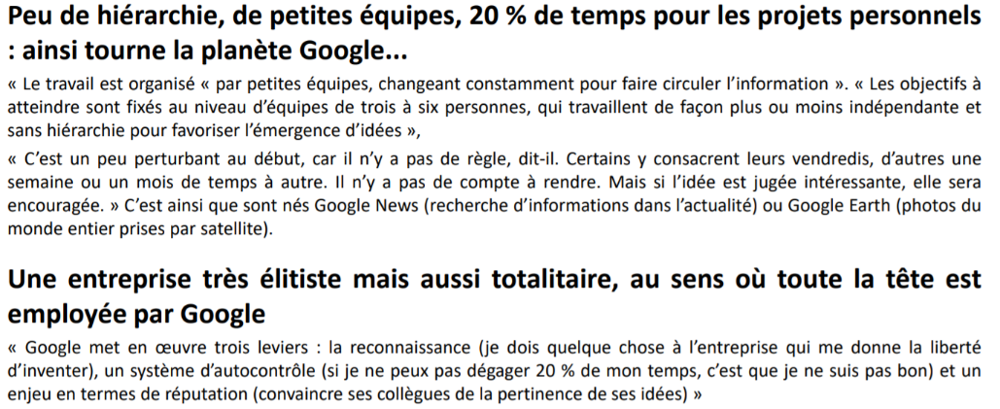 Peu de hiérarchie, de petites équipes, 20 % de temps pour les projets personnels
: ainsi tourne la planète Google...
« Le travail est organisé « par petites équipes, changeant constamment pour faire circuler l’information ». « Les objectifs à
atteindre sont fixés au niveau d’équipes de trois à six personnes, qui travaillent de façon plus ou moins indépendante et
sans hiérarchie pour favoriser l’émergence d’idées »,
« C’est un peu perturbant au début, car il n’y a pas de règle, dit-il. Certains y consacrent leurs vendredis, d’autres une
semaine ou un mois de temps à autre. Il n’y a pas de compte à rendre. Mais si l’idée est jugée intéressante, elle sera
encouragée. » C’est ainsi que sont nés Google News (recherche d’informations dans l’actualité) ou Google Earth (photos du
monde entier prises par satellite).
Une entreprise très élitiste mais aussi totalitaire, au sens où toute la tête est
employée par Google
« Google met en œuvre trois leviers : la reconnaissance (je dois quelque chose à l’entreprise qui me donne la liberté
d’inventer), un système d’autocontrôle (si je ne peux pas dégager 20 % de mon temps, c’est que je ne suis pas bon) et un
enjeu en termes de réputation (convaincre ses collègues de la pertinence de ses idées) »